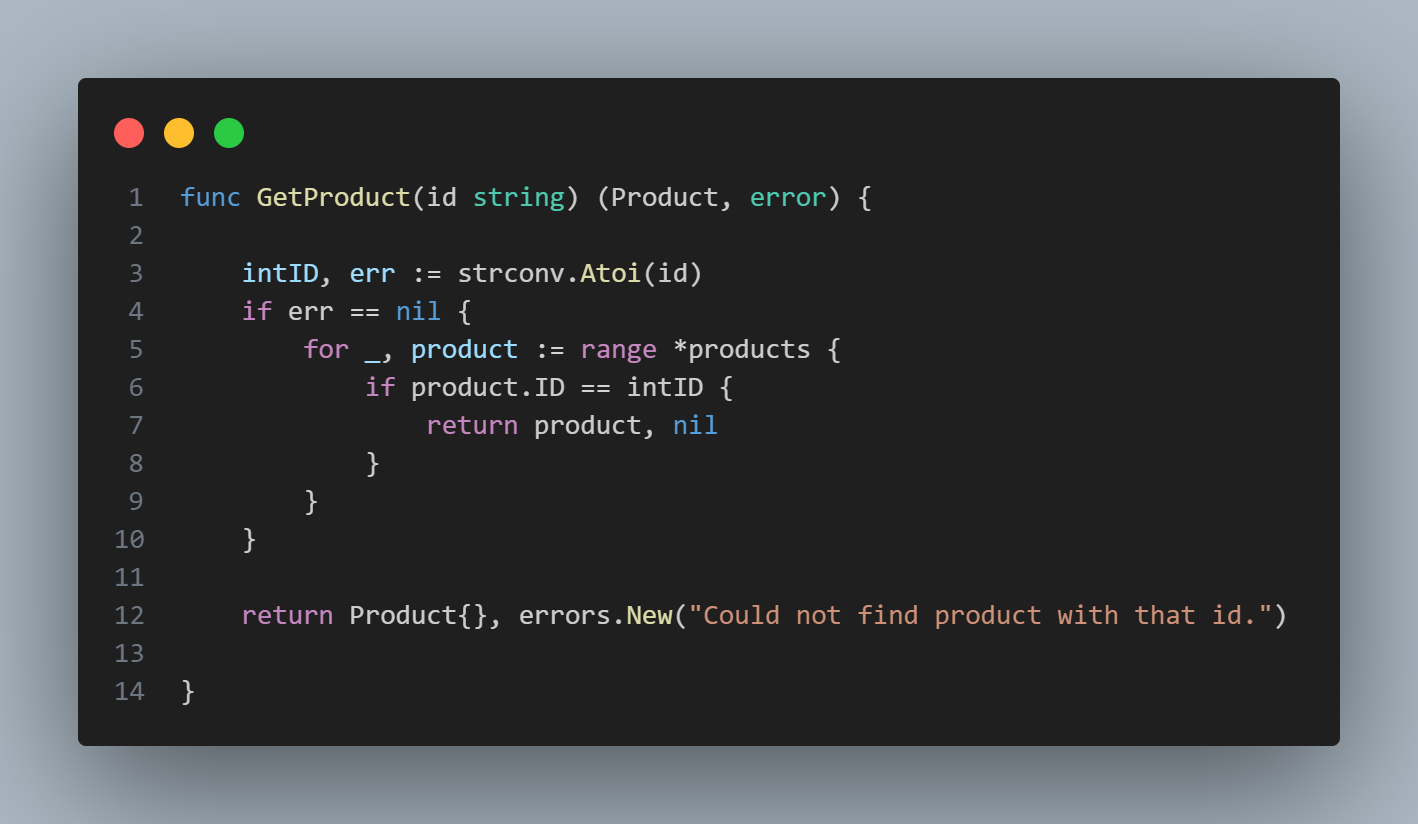 1 func GetProduct(id string) (Product, error) {
2
3     intID, err := strconv.Atoi(id)
4     if err == nil {
5         for _, product := range *products {
6             if product.ID == intID {
7                 return product, nil
8             }
9         }
10     }
11
12     return Product{}, errors.New("Could not find product with that id.")
13
14 }